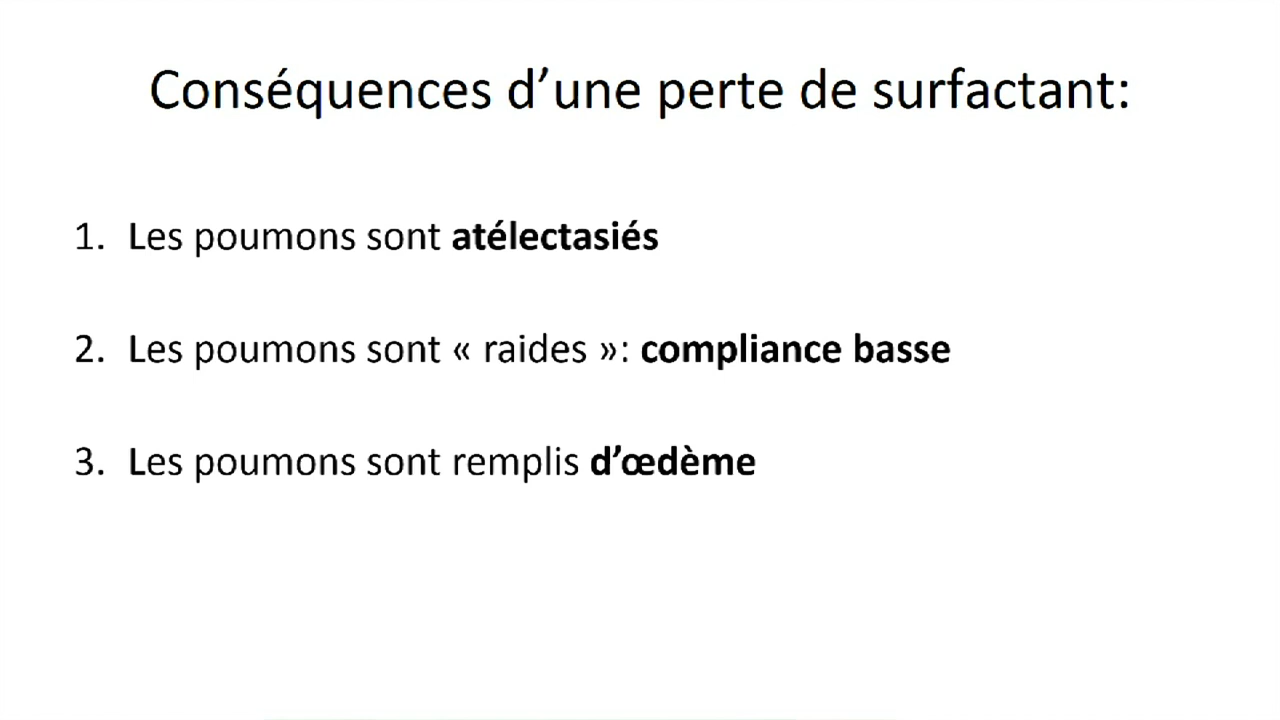 Conséquences d’une perte de surfactant:
1. Les poumons sont atélectasiés
2. Les poumons sont « raides »: compliance basse
3. Les poumons sont remplis d’œdème